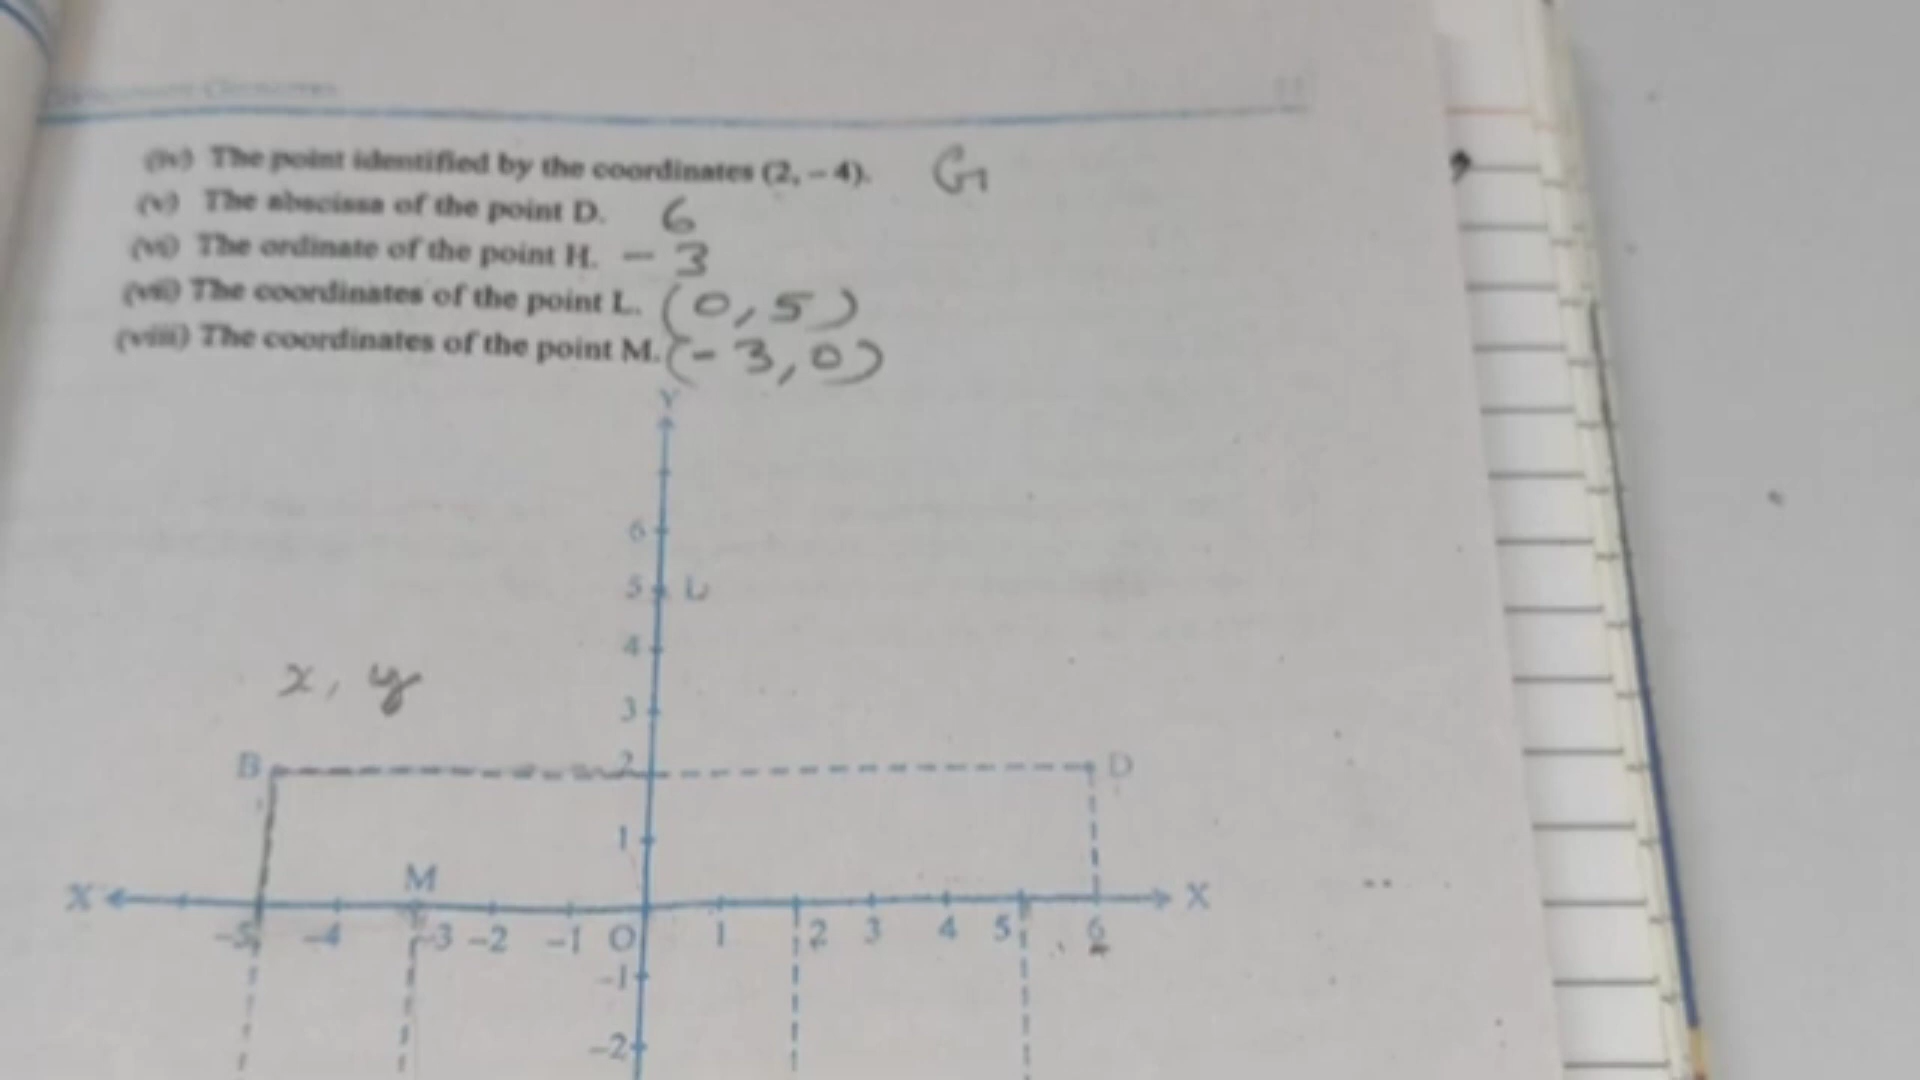 (iv) The point identified by the coordinates (2, – 4). G
(v) The abscissa of the point D. 6
(vi) The ordinate of the point H. – 3
(vii) The coordinates of the point L. (0, 5)
(viii) The coordinates of the point M. (- 3, 0)
Y
6
5 L
4
x, y
3
B 2 D
1
M
X X
–5 –4 –3 –2 –1 O 1 2 3 4 5 6
–1
–2